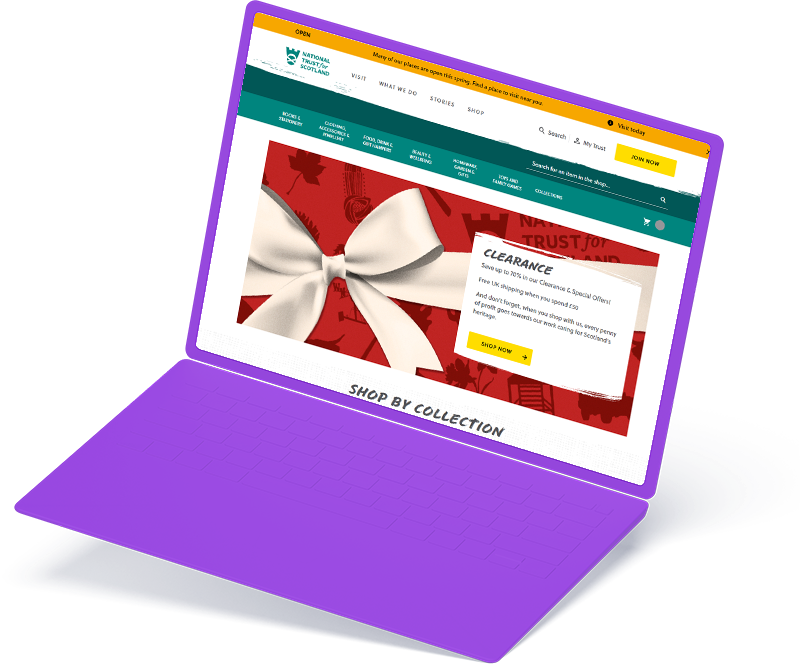 OPEN
Many of our places are open this spring. Find a place to visit near you.
Visit today
NATIONAL
TRUST for
SCOTLAND
VISIT
WHAT WE DO
STORIES
SHOP
Search
My Trust
JOIN NOW
Search for an item in the shop...
BOOKS &
STATIONERY
CLOTHING,
ACCESSORIES &
JEWELLERY
FOOD, DRINK &
GIFT HAMPERS
BEAUTY &
WELLBEING
HOMEWARE,
GARDEN &
GIFTS
TOYS AND
FAMILY GAMES
COLLECTIONS
TRUST for
CLEARANCE
Save up to 70% in our Clearance & Special Offers!
Free UK shipping when you spend £50
And don't forget, when you shop with us, every penny
of profit goes towards our work caring for Scotland's
heritage.
SHOP NOW
SHOP BY COLLECTION